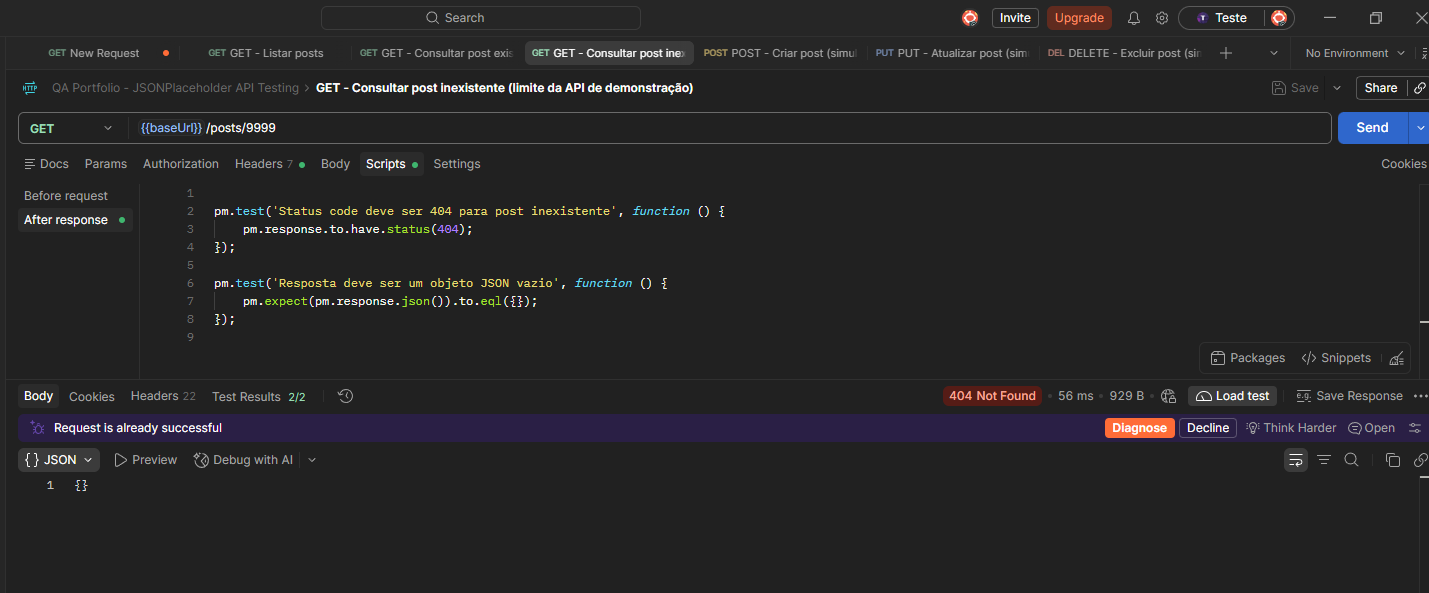 Search
Invite
Upgrade
Teste
GET New Request
GET GET - Listar posts
GET GET - Consultar post exis
GET GET - Consultar post inex
POST POST - Criar post (simul
PUT PUT - Atualizar post (sim
DEL DELETE - Excluir post (sin
No Environment
HTTP QA Portfolio - JSONPlaceholder API Testing > GET - Consultar post inexistente (limite da API de demonstração)
Save
Share
GET
{{baseUrl}} /posts/9999
Send
Docs Params Authorization Headers 7 Body Scripts Settings
Cookies
Before request
After response
1
2 pm.test('Status code deve ser 404 para post inexistente', function () {
3 pm.response.to.have.status(404);
4 });
5
6 pm.test('Resposta deve ser um objeto JSON vazio', function () {
7 pm.expect(pm.response.json()).to.eql({});
8 });
9
Packages </> Snippets
Body Cookies Headers 22 Test Results 2/2
404 Not Found • 56 ms • 929 B
Load test
e.g. Save Response
Request is already successful
Diagnose Decline Think Harder Open
{} JSON Preview Debug with AI
1 {}